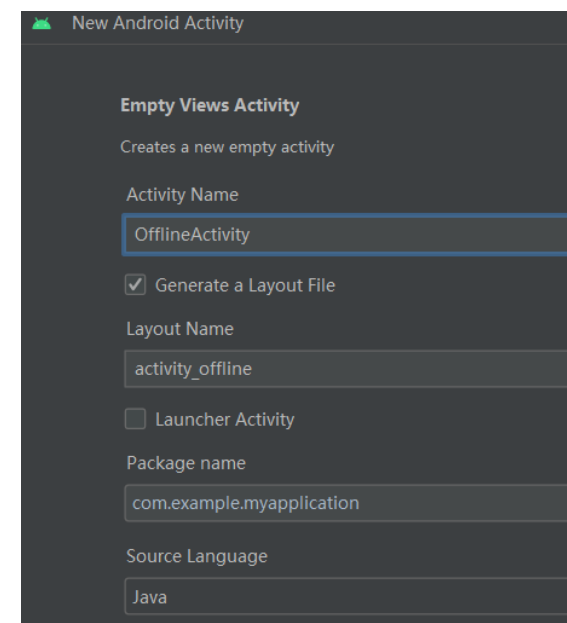 New Android Activity
Empty Views Activity
Creates a new empty activity
Activity Name
OfflineActivity
Generate a Layout File
Layout Name
activity_offline
Launcher Activity
Package name
com.example.myapplication
Source Language
Java